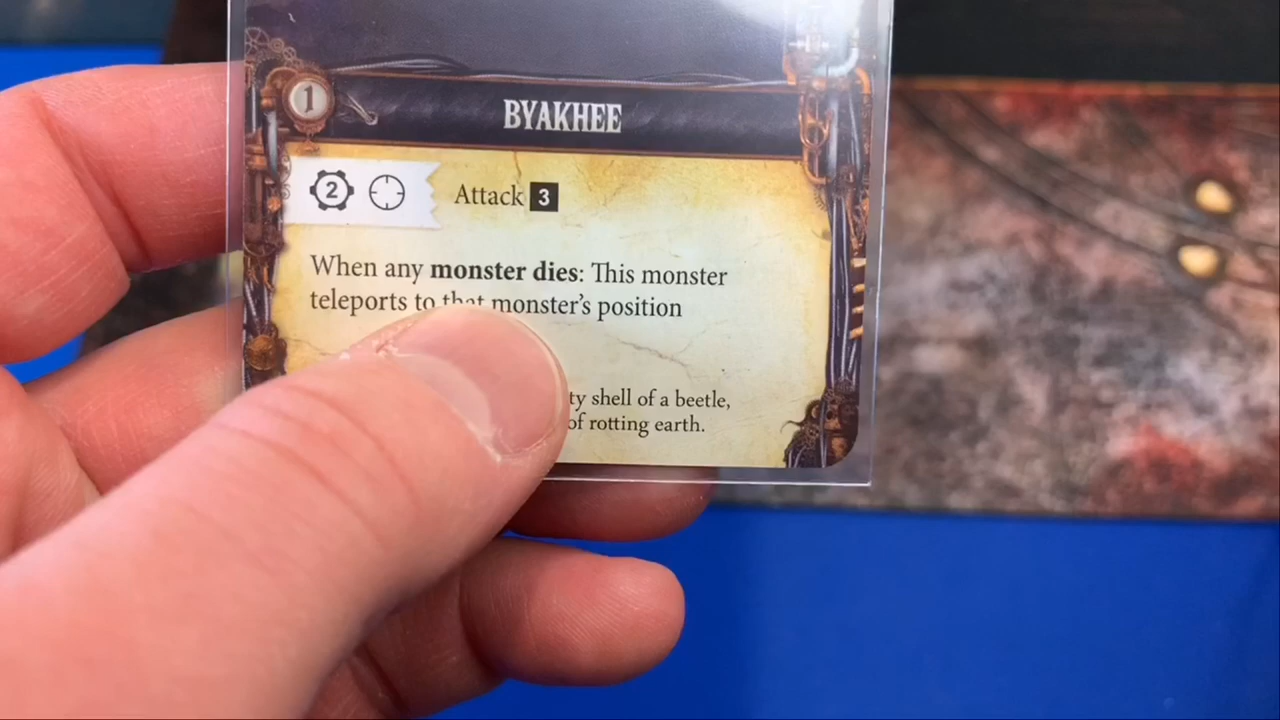 1
BYAKHEE
2 Attack 3
When any monster dies: This monster
teleports to that monster's position
ty shell of a beetle,
of rotting earth.